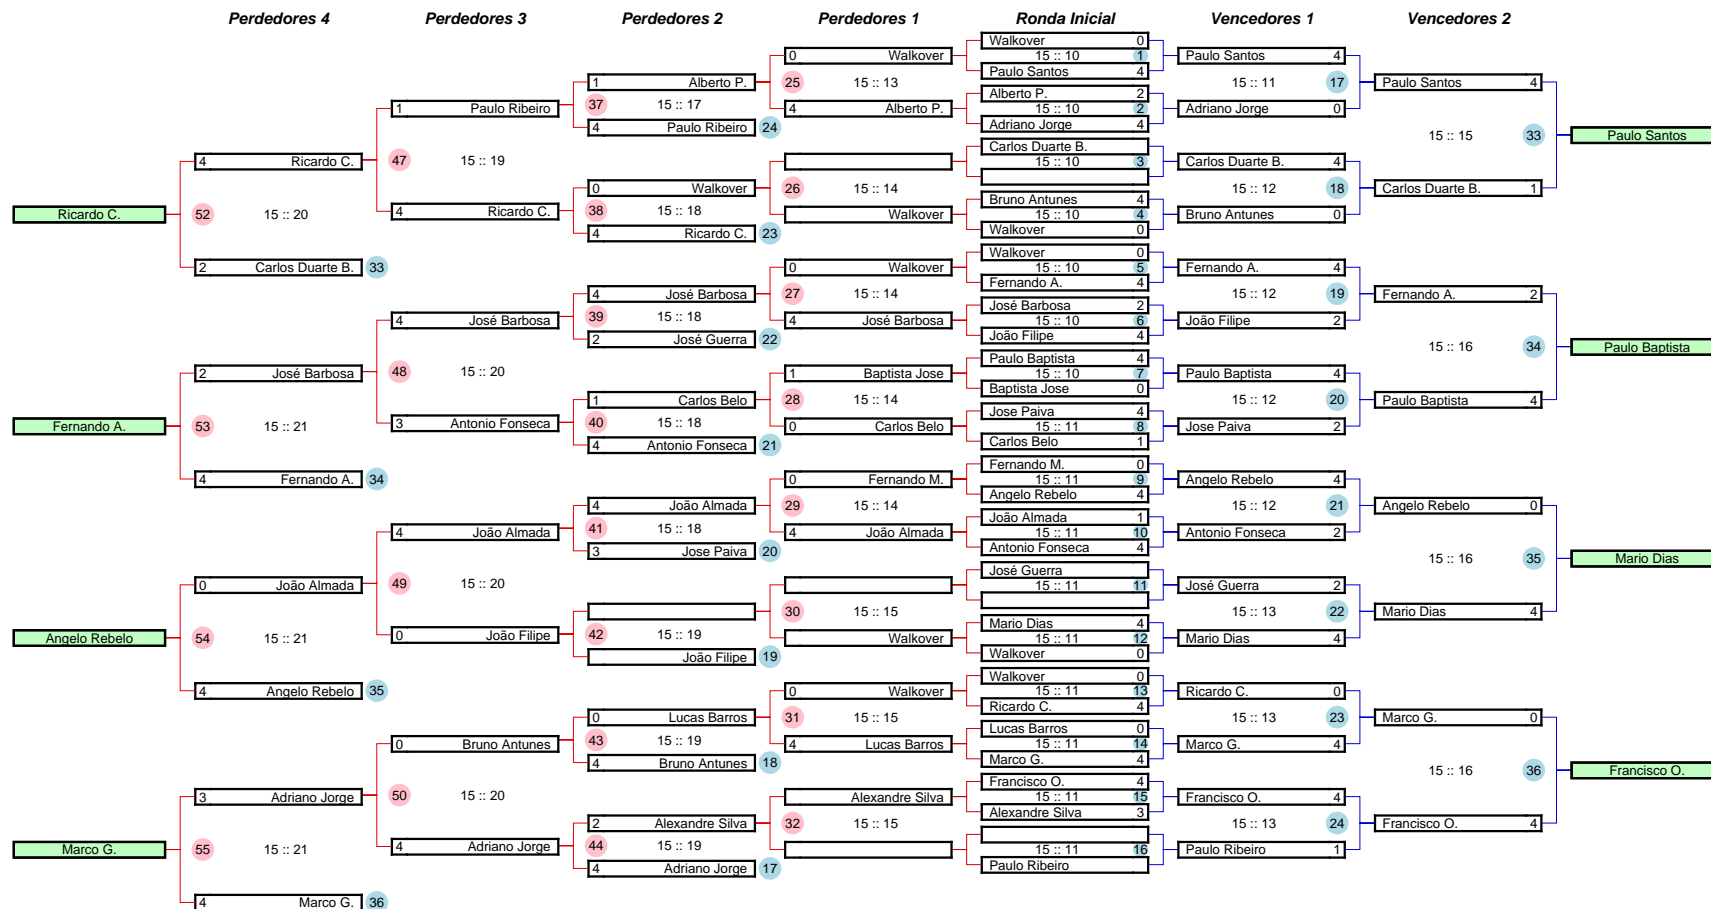 Perdedores 4 Perdedores 3 Perdedores 2 Perdedores 1 Ronda Inicial Vencedores 1 Vencedores 2
Walkover 0
0 Walkover 15 :: 10 1 Paulo Santos 4
Paulo Santos 4
1 Alberto P. 25 15 :: 13 15 :: 11 17 Paulo Santos 4
Alberto P. 2
1 Paulo Ribeiro 37 15 :: 17 4 Alberto P. 15 :: 10 2 Adriano Jorge 0
4 Paulo Ribeiro 24 Adriano Jorge 4
15 :: 15 33 Paulo Santos
Carlos Duarte B.
4 Ricardo C. 47 15 :: 19 15 :: 10 3 Carlos Duarte B. 4
0 Walkover 26 15 :: 14 15 :: 12 18 Carlos Duarte B. 1
Bruno Antunes 4
Ricardo C. 52 15 :: 20 4 Ricardo C. 38 15 :: 18 Walkover 15 :: 10 4 Bruno Antunes 0
4 Ricardo C. 23 Walkover 0
Walkover 0
2 Carlos Duarte B. 33 0 Walkover 15 :: 10 5 Fernando A. 4
Fernando A. 4
4 José Barbosa 27 15 :: 14 15 :: 12 19 Fernando A. 2
José Barbosa 2
4 José Barbosa 39 15 :: 18 4 José Barbosa 15 :: 10 6 João Filipe 2
2 José Guerra 22 João Filipe 4
15 :: 16 34 Paulo Baptista
Paulo Baptista 4
2 José Barbosa 48 15 :: 20 1 Baptista Jose 15 :: 10 7 Paulo Baptista 4
Baptista Jose 0
1 Carlos Belo 28 15 :: 14 15 :: 12 20 Paulo Baptista 4
Jose Paiva 4
Fernando A. 53 15 :: 21 3 Antonio Fonseca 40 15 :: 18 0 Carlos Belo 15 :: 11 8 Jose Paiva 2
4 Antonio Fonseca 21 Carlos Belo 1
Fernando M. 0
4 Fernando A. 34 0 Fernando M. 15 :: 11 9 Angelo Rebelo 4
Angelo Rebelo 4
4 João Almada 29 15 :: 14 15 :: 12 21 Angelo Rebelo 0
João Almada 1
4 João Almada 41 15 :: 18 4 João Almada 15 :: 11 10 Antonio Fonseca 2
3 Jose Paiva 20 Antonio Fonseca 4
15 :: 16 35 Mario Dias
José Guerra
0 João Almada 49 15 :: 20 15 :: 11 11 José Guerra 2
30 15 :: 15 15 :: 13 22 Mario Dias 4
Mario Dias 4
Angelo Rebelo 54 15 :: 21 0 João Filipe 42 15 :: 19 Walkover 15 :: 11 12 Mario Dias 4
João Filipe 19 Walkover 0
Walkover 0
4 Angelo Rebelo 35 0 Walkover 15 :: 11 13 Ricardo C. 0
Ricardo C. 4
0 Lucas Barros 31 15 :: 15 15 :: 13 23 Marco G. 0
Lucas Barros 0
0 Bruno Antunes 43 15 :: 19 4 Lucas Barros 15 :: 11 14 Marco G. 4
4 Bruno Antunes 18 Marco G. 4
15 :: 16 36 Francisco O.
Francisco O. 4
3 Adriano Jorge 50 15 :: 20 Alexandre Silva 15 :: 11 15 Francisco O. 4
Alexandre Silva 3
2 Alexandre Silva 32 15 :: 15 15 :: 13 24 Francisco O. 4
Marco G. 55 15 :: 21 4 Adriano Jorge 44 15 :: 19 15 :: 11 16 Paulo Ribeiro 1
4 Adriano Jorge 17 Paulo Ribeiro
4 Marco G. 36